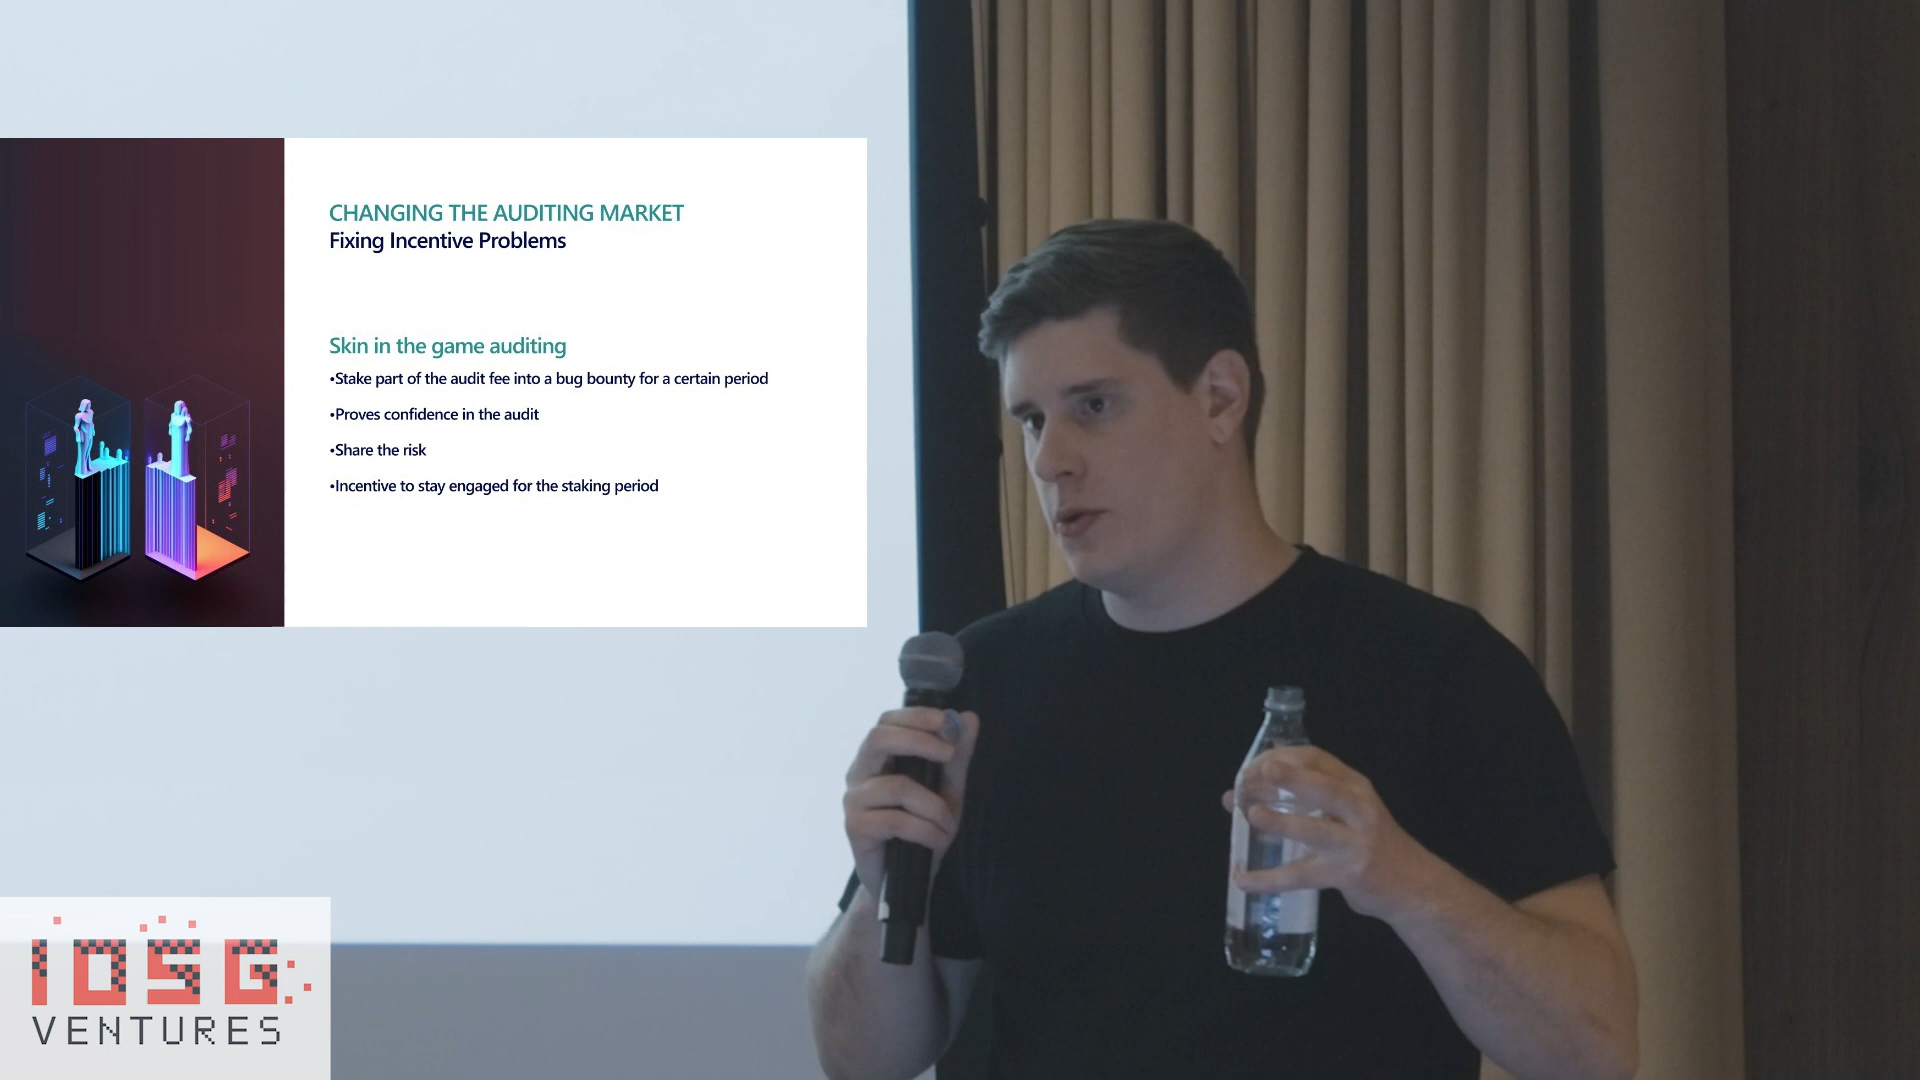 CHANGING THE AUDITING MARKET
Fixing Incentive Problems
Skin in the game auditing
•Stake part of the audit fee into a bug bounty for a certain period
•Proves confidence in the audit
•Share the risk
•Incentive to stay engaged for the staking period
IOSG
VENTURES